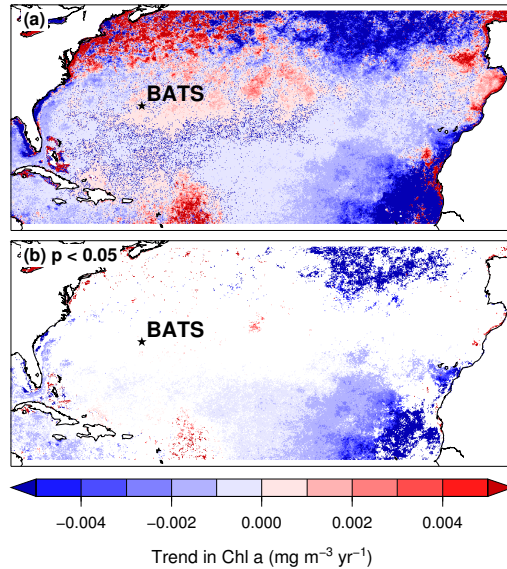 (a)
BATS
(b) p < 0.05
BATS
−0.004 −0.002 0.000 0.002 0.004
Trend in Chl a (mg m⁻³ yr⁻¹)